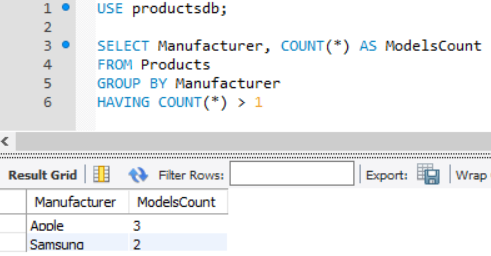 1 USE productsdb;
2
3 SELECT Manufacturer, COUNT(*) AS ModelsCount
4 FROM Products
5 GROUP BY Manufacturer
6 HAVING COUNT(*) > 1
Result Grid Filter Rows: Export: Wrap
Manufacturer ModelsCount
Apple 3
Samsung 2